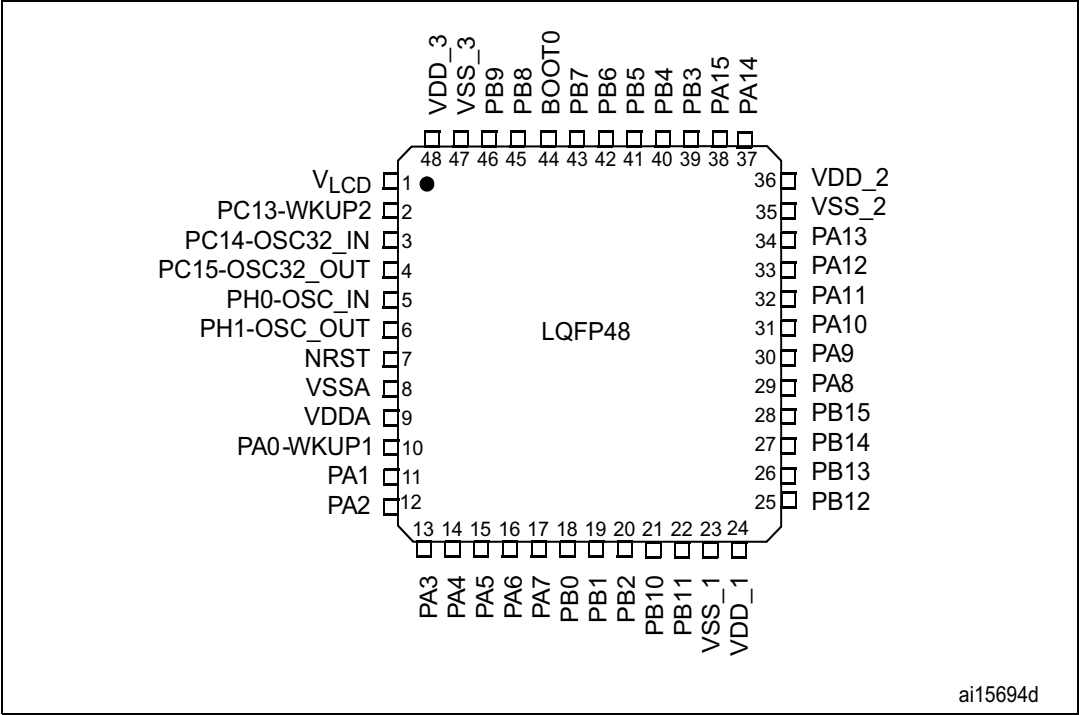 VDD_3
VSS_3
PB9
PB8
BOOT0
PB7
PB6
PB5
PB4
PB3
PA15
PA14
48 47 46 45 44 43 42 41 40 39 38 37
VLCD 1
PC13-WKUP2 2
PC14-OSC32_IN 3
PC15-OSC32_OUT 4
PH0-OSC_IN 5
PH1-OSC_OUT 6
NRST 7
VSSA 8
VDDA 9
PA0-WKUP1 10
PA1 11
PA2 12
LQFP48
36 VDD_2
35 VSS_2
34 PA13
33 PA12
32 PA11
31 PA10
30 PA9
29 PA8
28 PB15
27 PB14
26 PB13
25 PB12
13 14 15 16 17 18 19 20 21 22 23 24
PA3
PA4
PA5
PA6
PA7
PB0
PB1
PB2
PB10
PB11
VSS_1
VDD_1
ai15694d